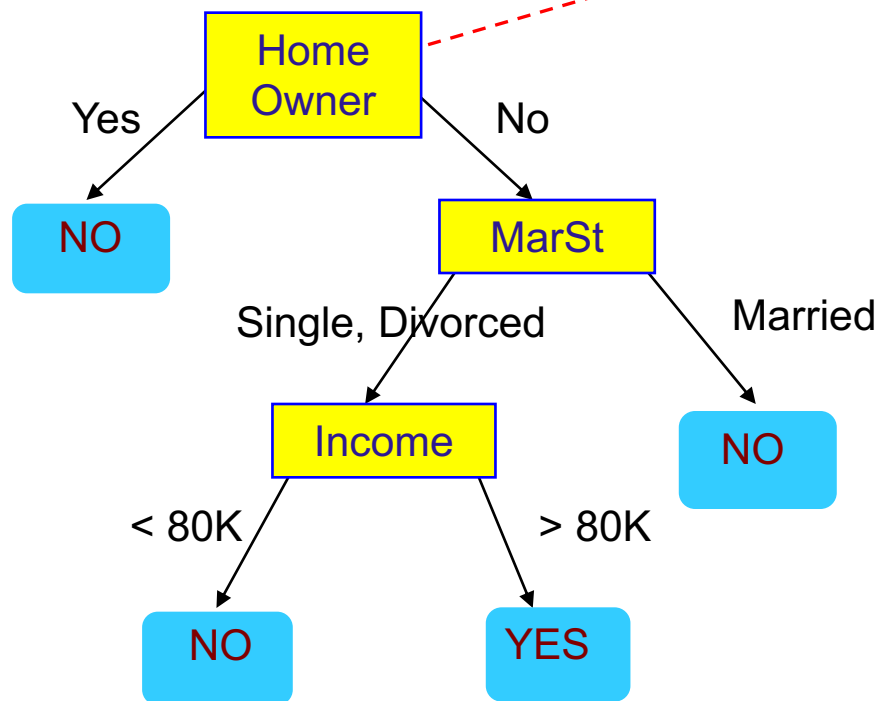 Home
Owner
Yes
No
NO
MarSt
Single, Divorced
Married
Income
NO
< 80K
> 80K
NO
YES